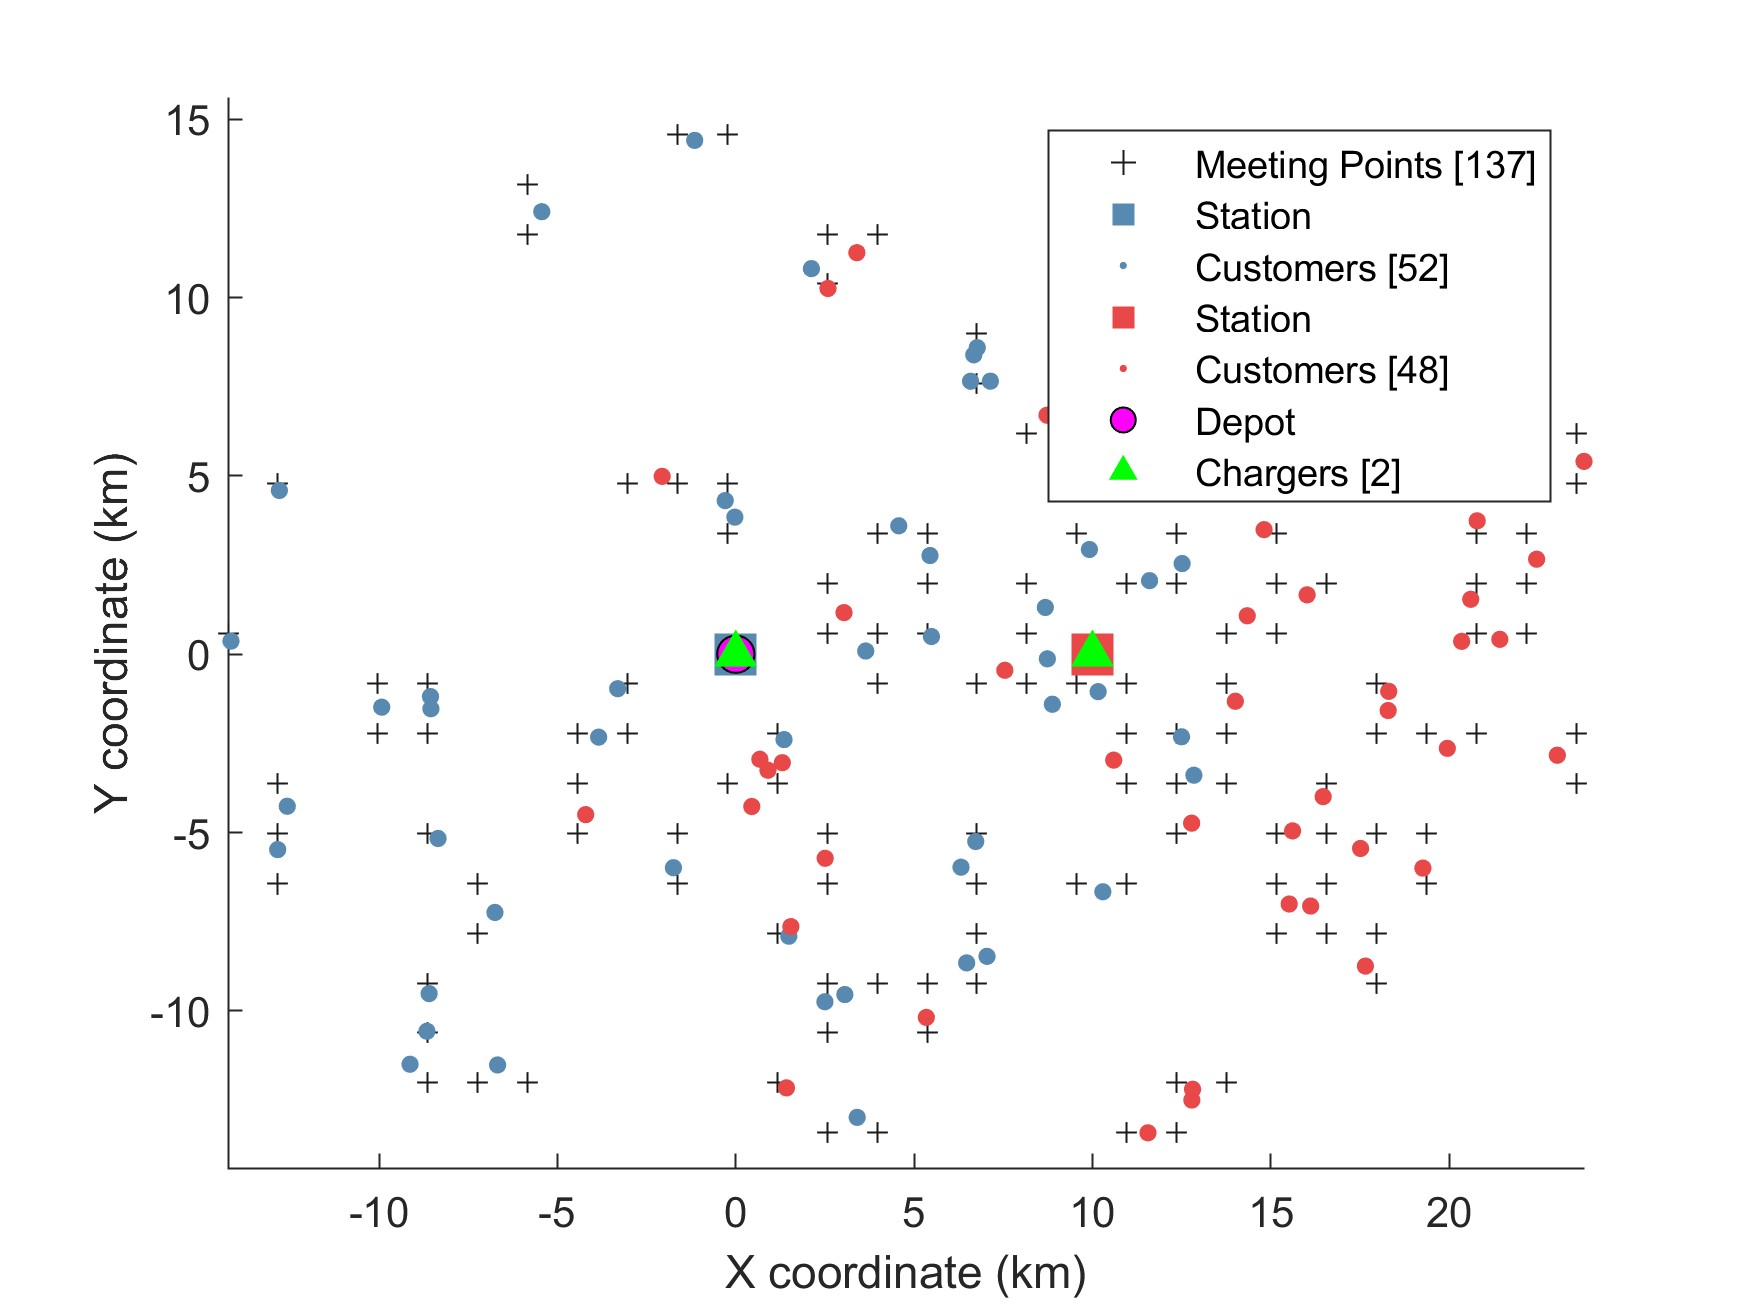 15
10
5
0
-5
-10
Y coordinate (km)
Meeting Points [137]
Station
Customers [52]
Station
Customers [48]
Depot
Chargers [2]
-10 -5 0 5 10 15 20
X coordinate (km)